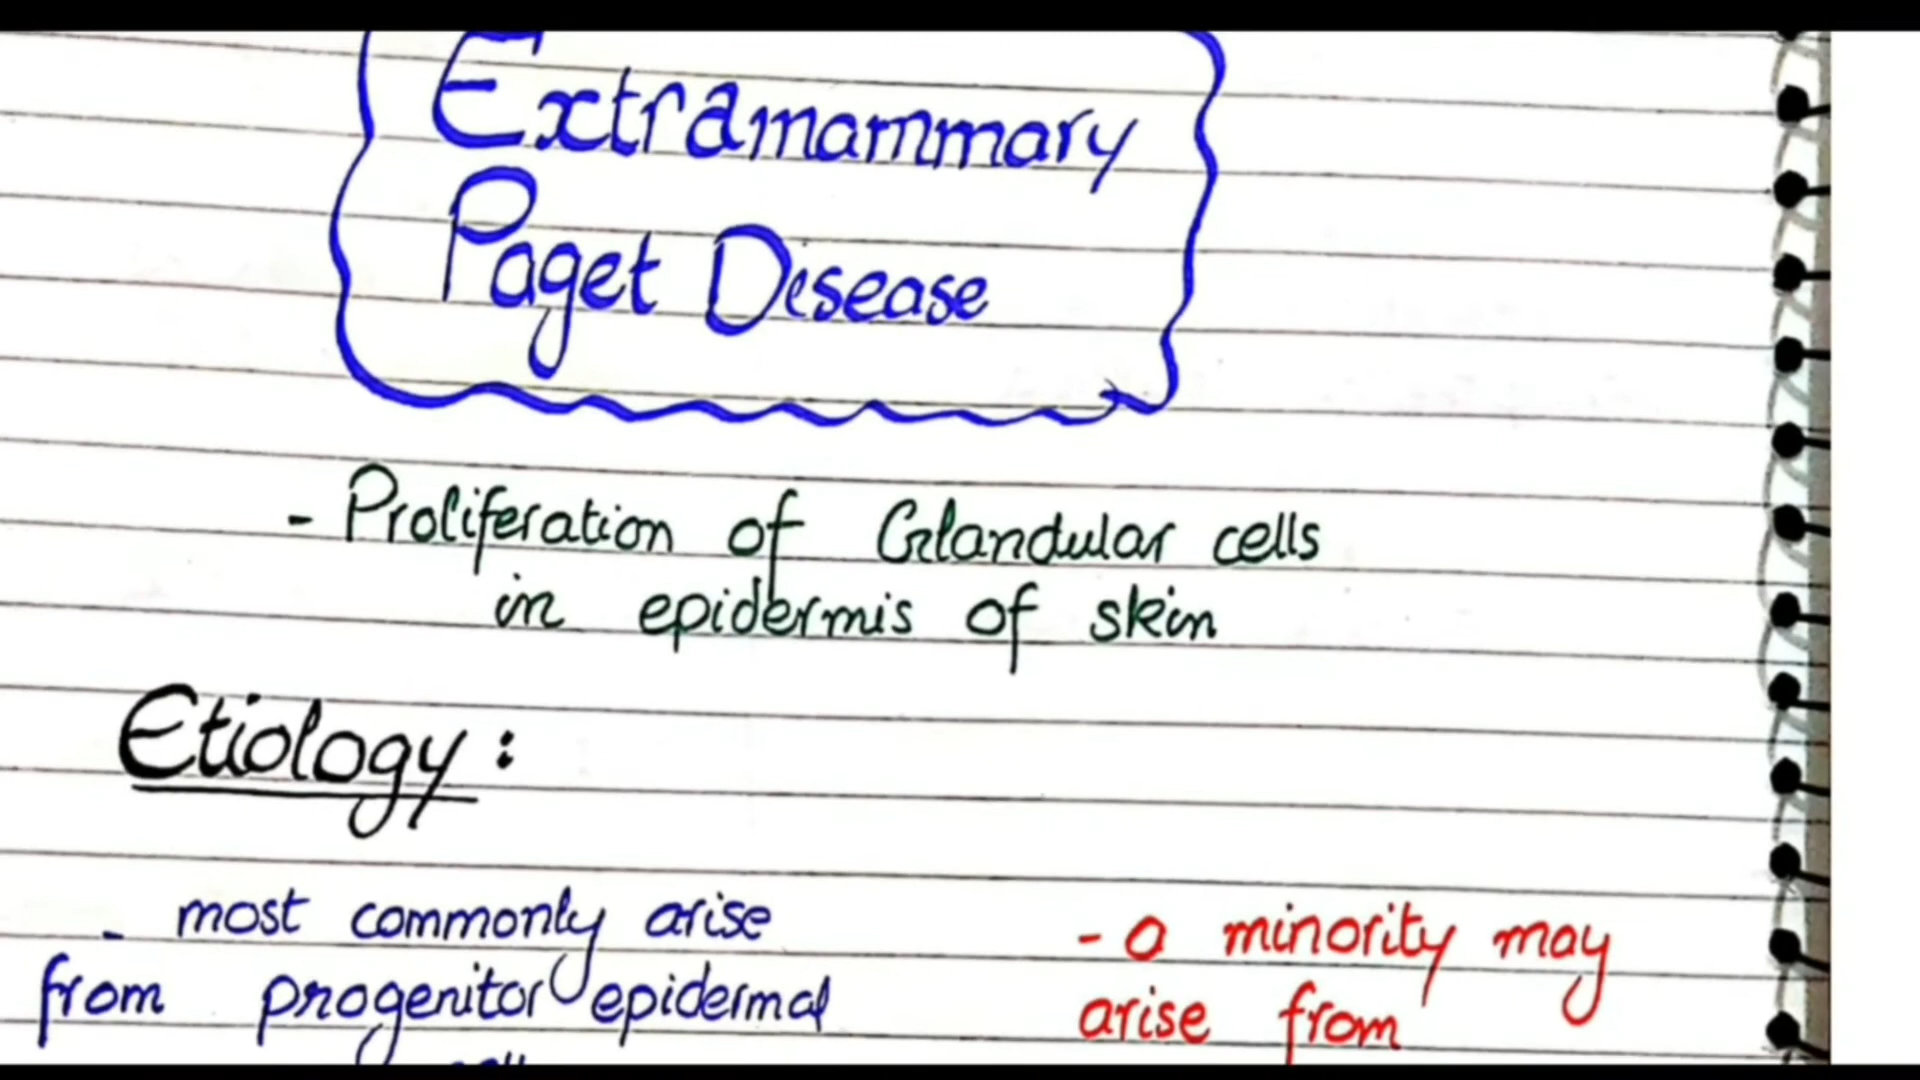 Extramammary
Paget Disease
- Proliferation of Glandular cells
in epidermis of skin
Etiology :
- most commonly arise
from progenitor epidermal
- a minority may
arise from